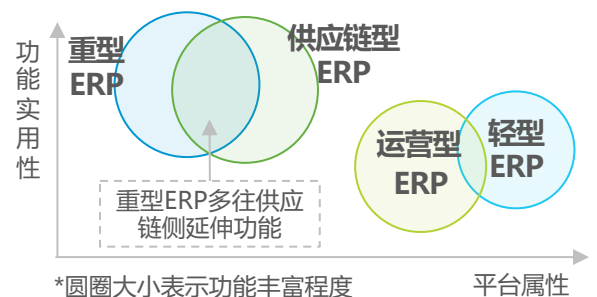 功能实用性
重型
ERP
供应链型
ERP
运营型
ERP
轻型
ERP
重型ERP多往供应
链侧延伸功能
*圆圈大小表示功能丰富程度
平台属性